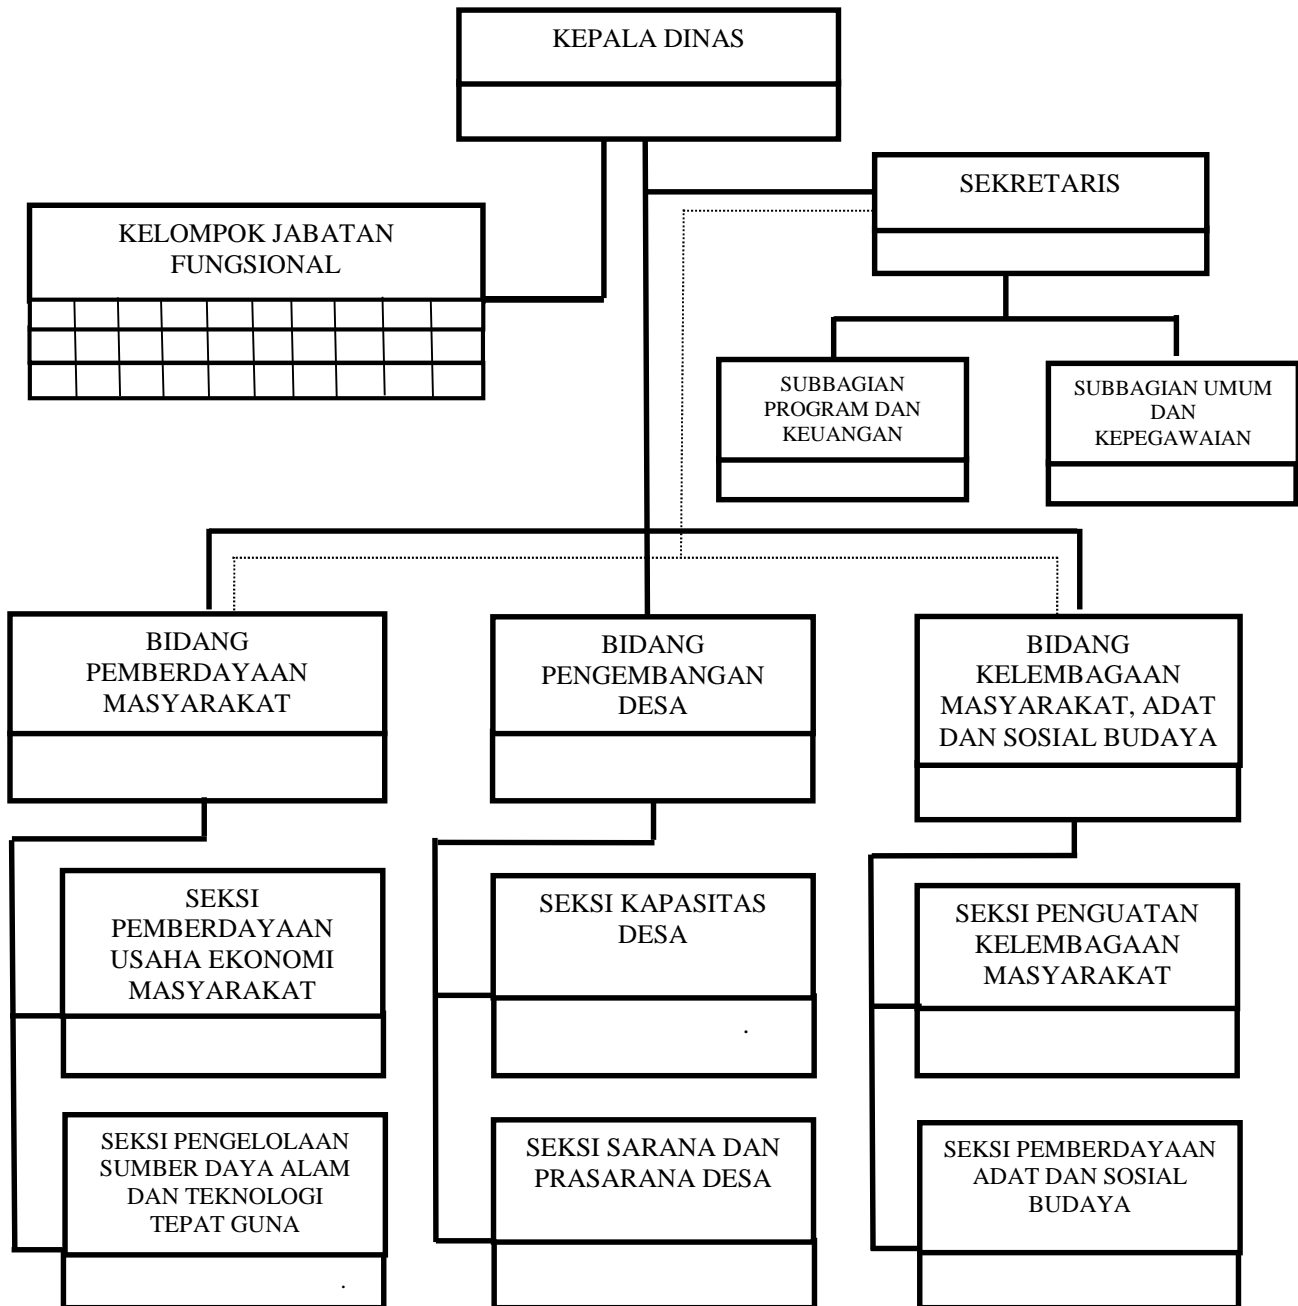 KEPALA DINAS
SEKRETARIS
KELOMPOK JABATAN
FUNGSIONAL
SUBBAGIAN
PROGRAM DAN
KEUANGAN
SUBBAGIAN UMUM
DAN
KEPEGAWAIAN
BIDANG
PEMBERDAYAAN
MASYARAKAT
BIDANG
PENGEMBANGAN
DESA
BIDANG
KELEMBAGAAN
MASYARAKAT, ADAT
DAN SOSIAL BUDAYA
SEKSI
PEMBERDAYAAN
USAHA EKONOMI
MASYARAKAT
SEKSI KAPASITAS
DESA
.
SEKSI PENGUATAN
KELEMBAGAAN
MASYARAKAT
SEKSI PENGELOLAAN
SUMBER DAYA ALAM
DAN TEKNOLOGI
TEPAT GUNA
.
SEKSI SARANA DAN
PRASARANA DESA
SEKSI PEMBERDAYAAN
ADAT DAN SOSIAL
BUDAYA